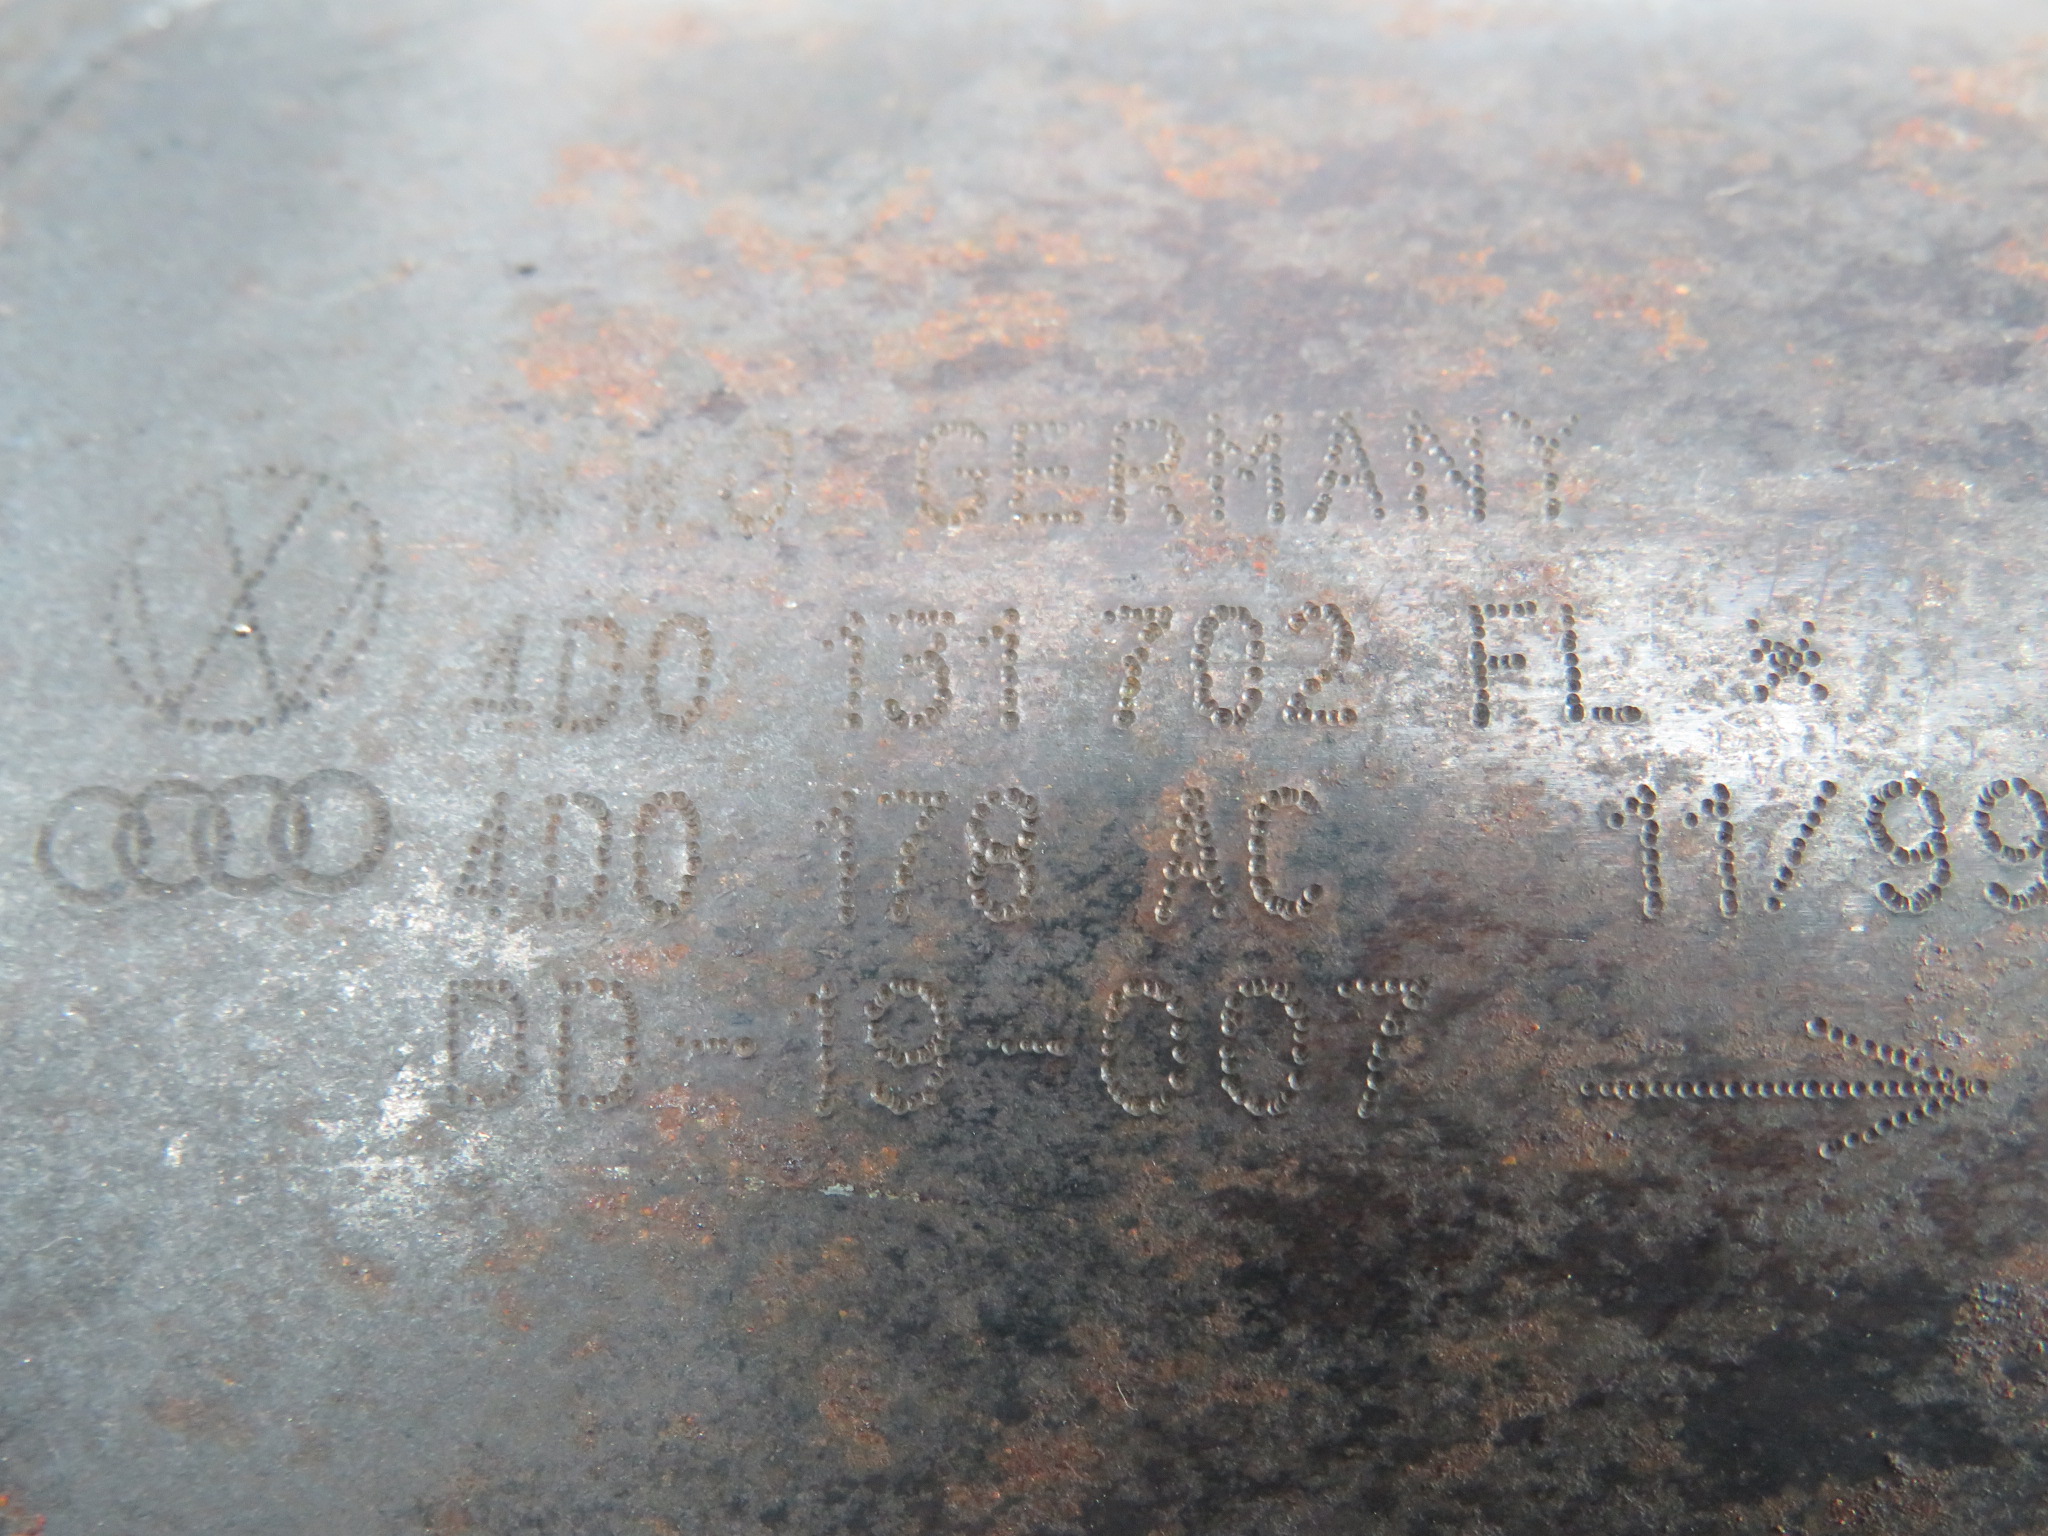 GERMANY
4D0 131 702 FL *
4D0 178 AC 11/99
DD-19-007